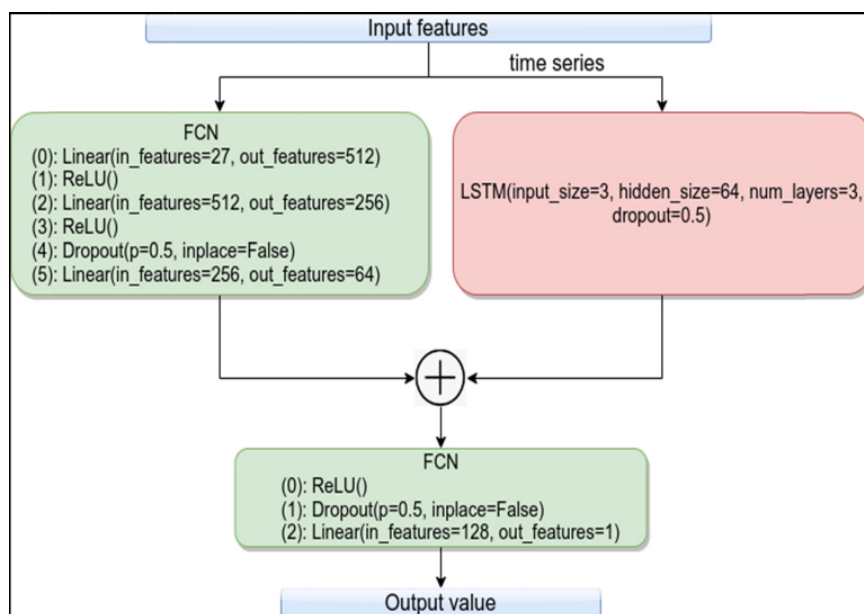 Input features
time series
FCN
(0): Linear(in_features=27, out_features=512)
(1): ReLU()
(2): Linear(in_features=512, out_features=256)
(3): ReLU()
(4): Dropout(p=0.5, inplace=False)
(5): Linear(in_features=256, out_features=64)
LSTM(input_size=3, hidden_size=64, num_layers=3,
dropout=0.5)
FCN
(0): ReLU()
(1): Dropout(p=0.5, inplace=False)
(2): Linear(in_features=128, out_features=1)
Output value